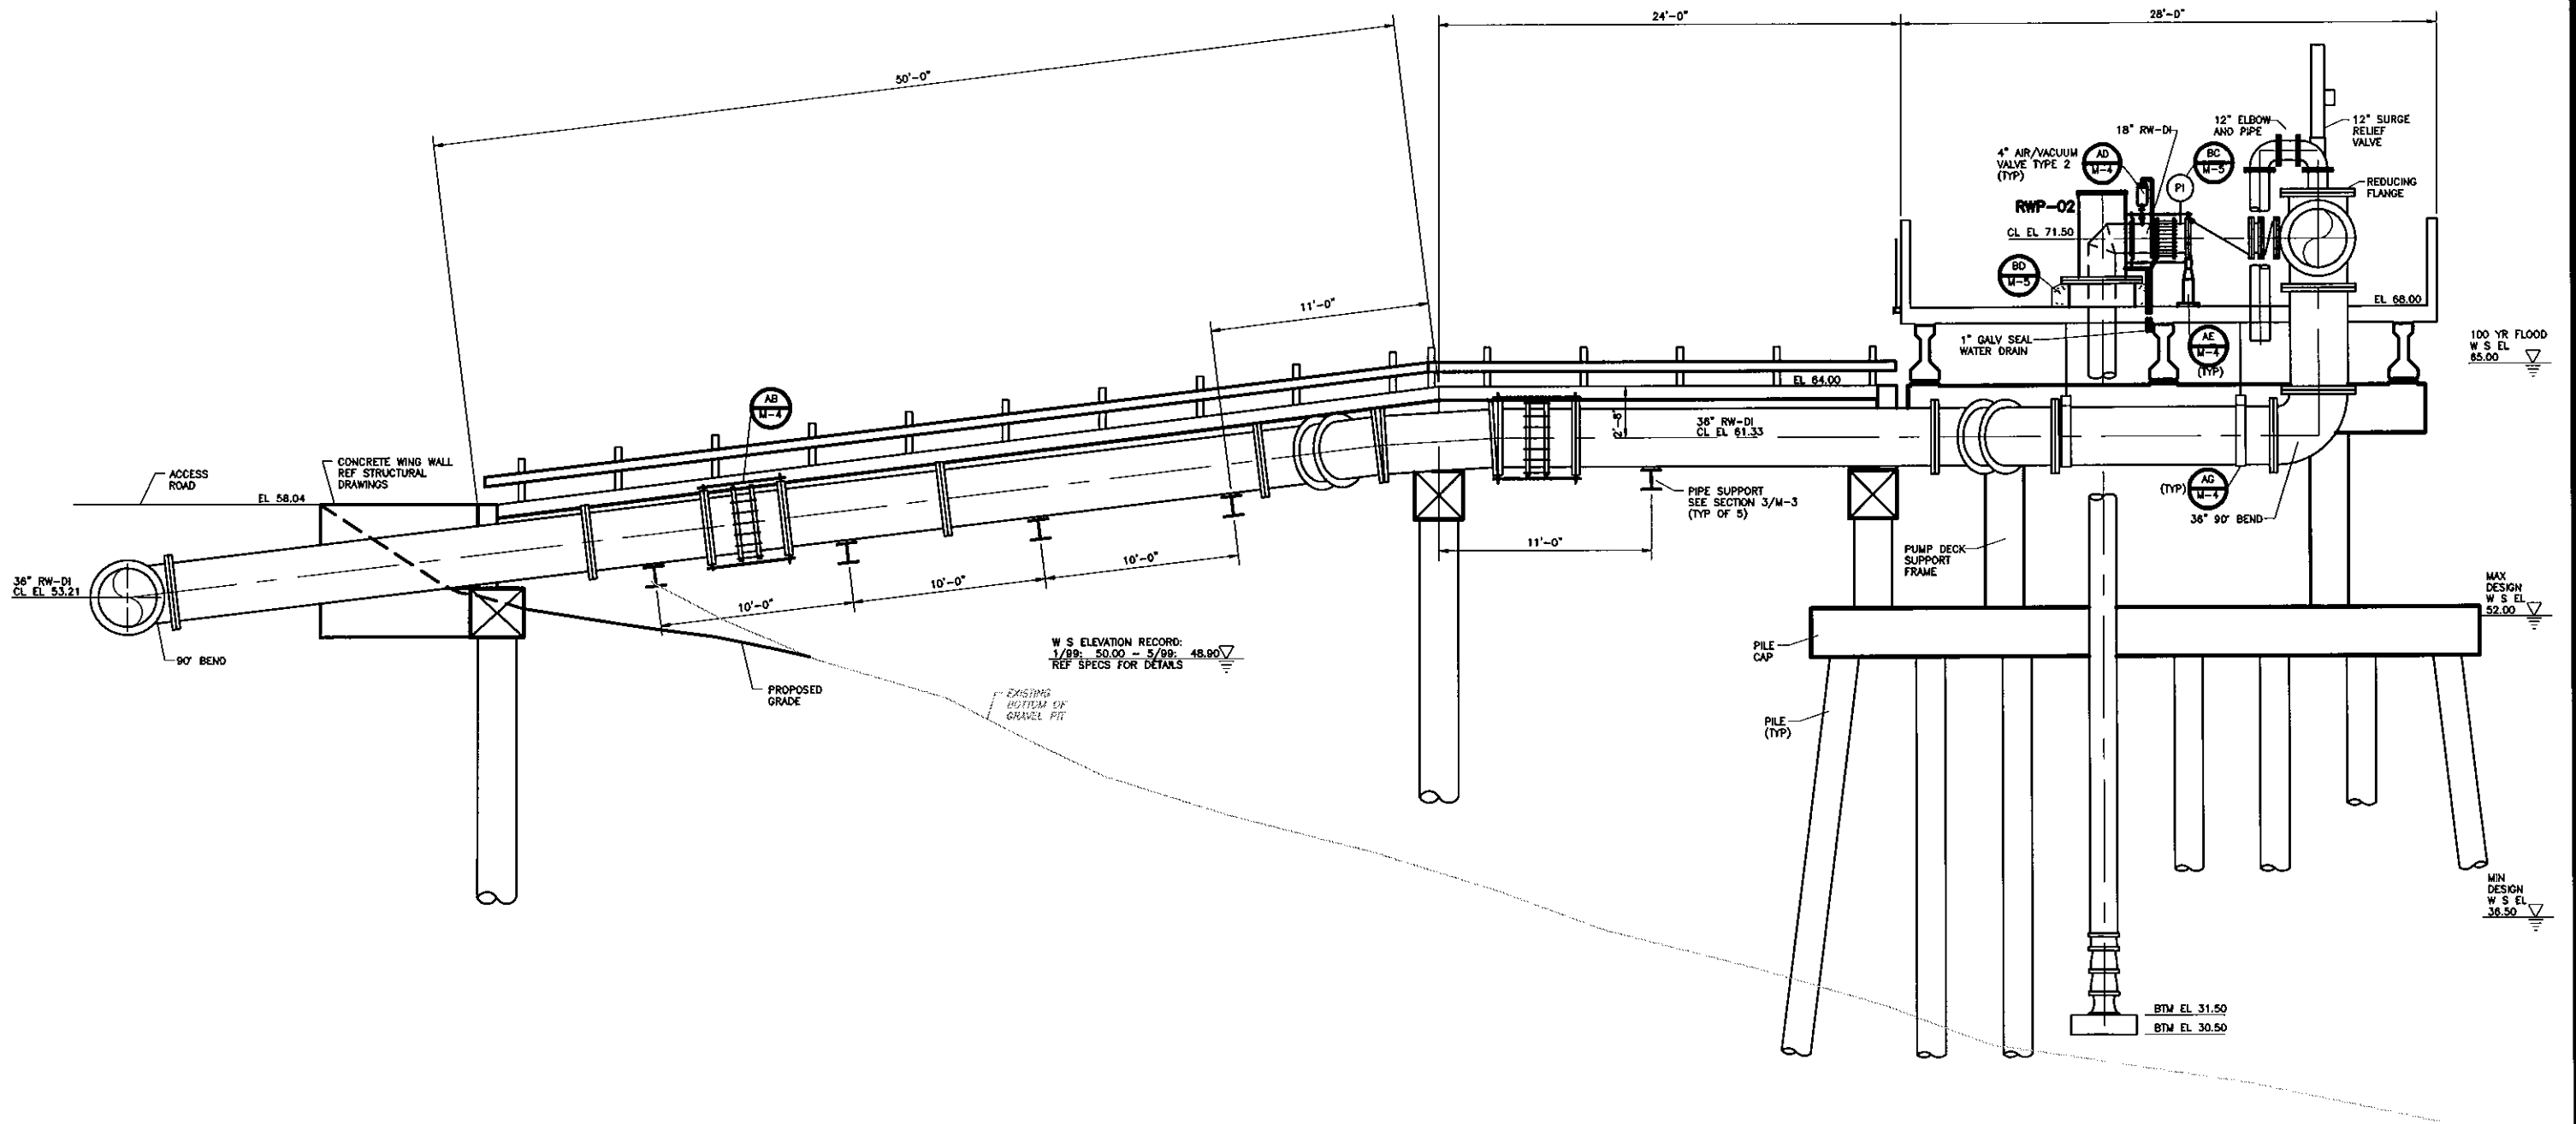 24'-0"
28'-0"
50'-0"
12" ELBOW
AND PIPE
12" SURGE
RELIEF
VALVE
18" RW-DI
4" AIR/VACUUM
VALVE TYPE 2
(TYP)
AD
M-4
BC
M-5
PI
REDUCING
FLANGE
RWP-02
CL EL 71.50
BD
M-5
EL 68.00
11'-0"
1" GALV SEAL
WATER DRAIN
AE
M-4
(TYP)
100 YR FLOOD
W S EL
65.00
EL 64.00
AB
M-4
2'-8"
36" RW-DI
CL EL 61.33
CONCRETE WING WALL
REF STRUCTURAL
DRAWINGS
ACCESS
ROAD
EL 58.04
PIPE SUPPORT
SEE SECTION 3/M-3
(TYP OF 5)
(TYP)
AG
M-4
36" 90° BEND
11'-0"
PUMP DECK
SUPPORT
FRAME
10'-0"
10'-0"
10'-0"
36" RW-DI
CL EL 53.21
MAX
DESIGN
W S EL
52.00
90° BEND
W S ELEVATION RECORD:
1/99: 50.00 - 5/99: 48.90
REF SPECS FOR DETAILS
PILE
CAP
PROPOSED
GRADE
EXISTING
BOTTOM OF
GRAVEL PIT
PILE
(TYP)
MIN
DESIGN
W S EL
36.50
BTM EL 31.50
BTM EL 30.50